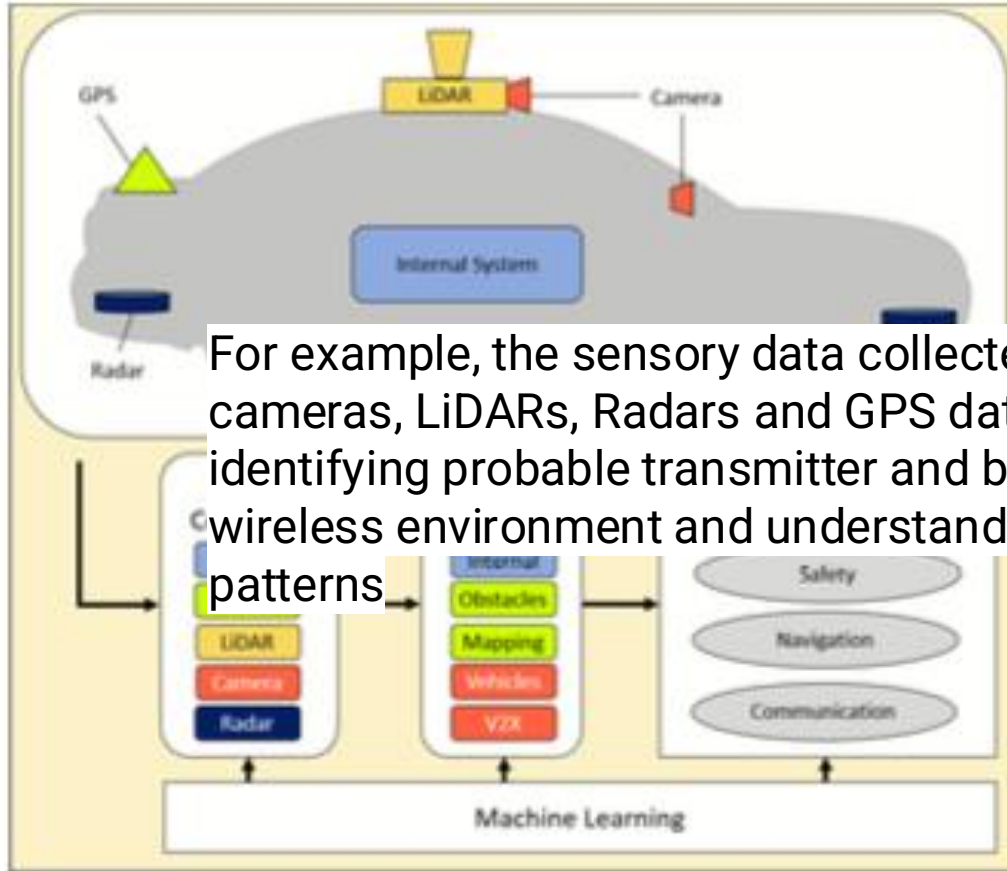 GPS
LiDAR
Camera
Internal System
Radar
For example, the sensory data
cameras, LiDARs, Radars and GPS
identifying probable transmitter and
wireless environment and understand
patterns
Internal
Obstacles
Mapping
Vehicles
V2X
LiDAR
Camera
Radar
Safety
Navigation
Communication
Machine Learning